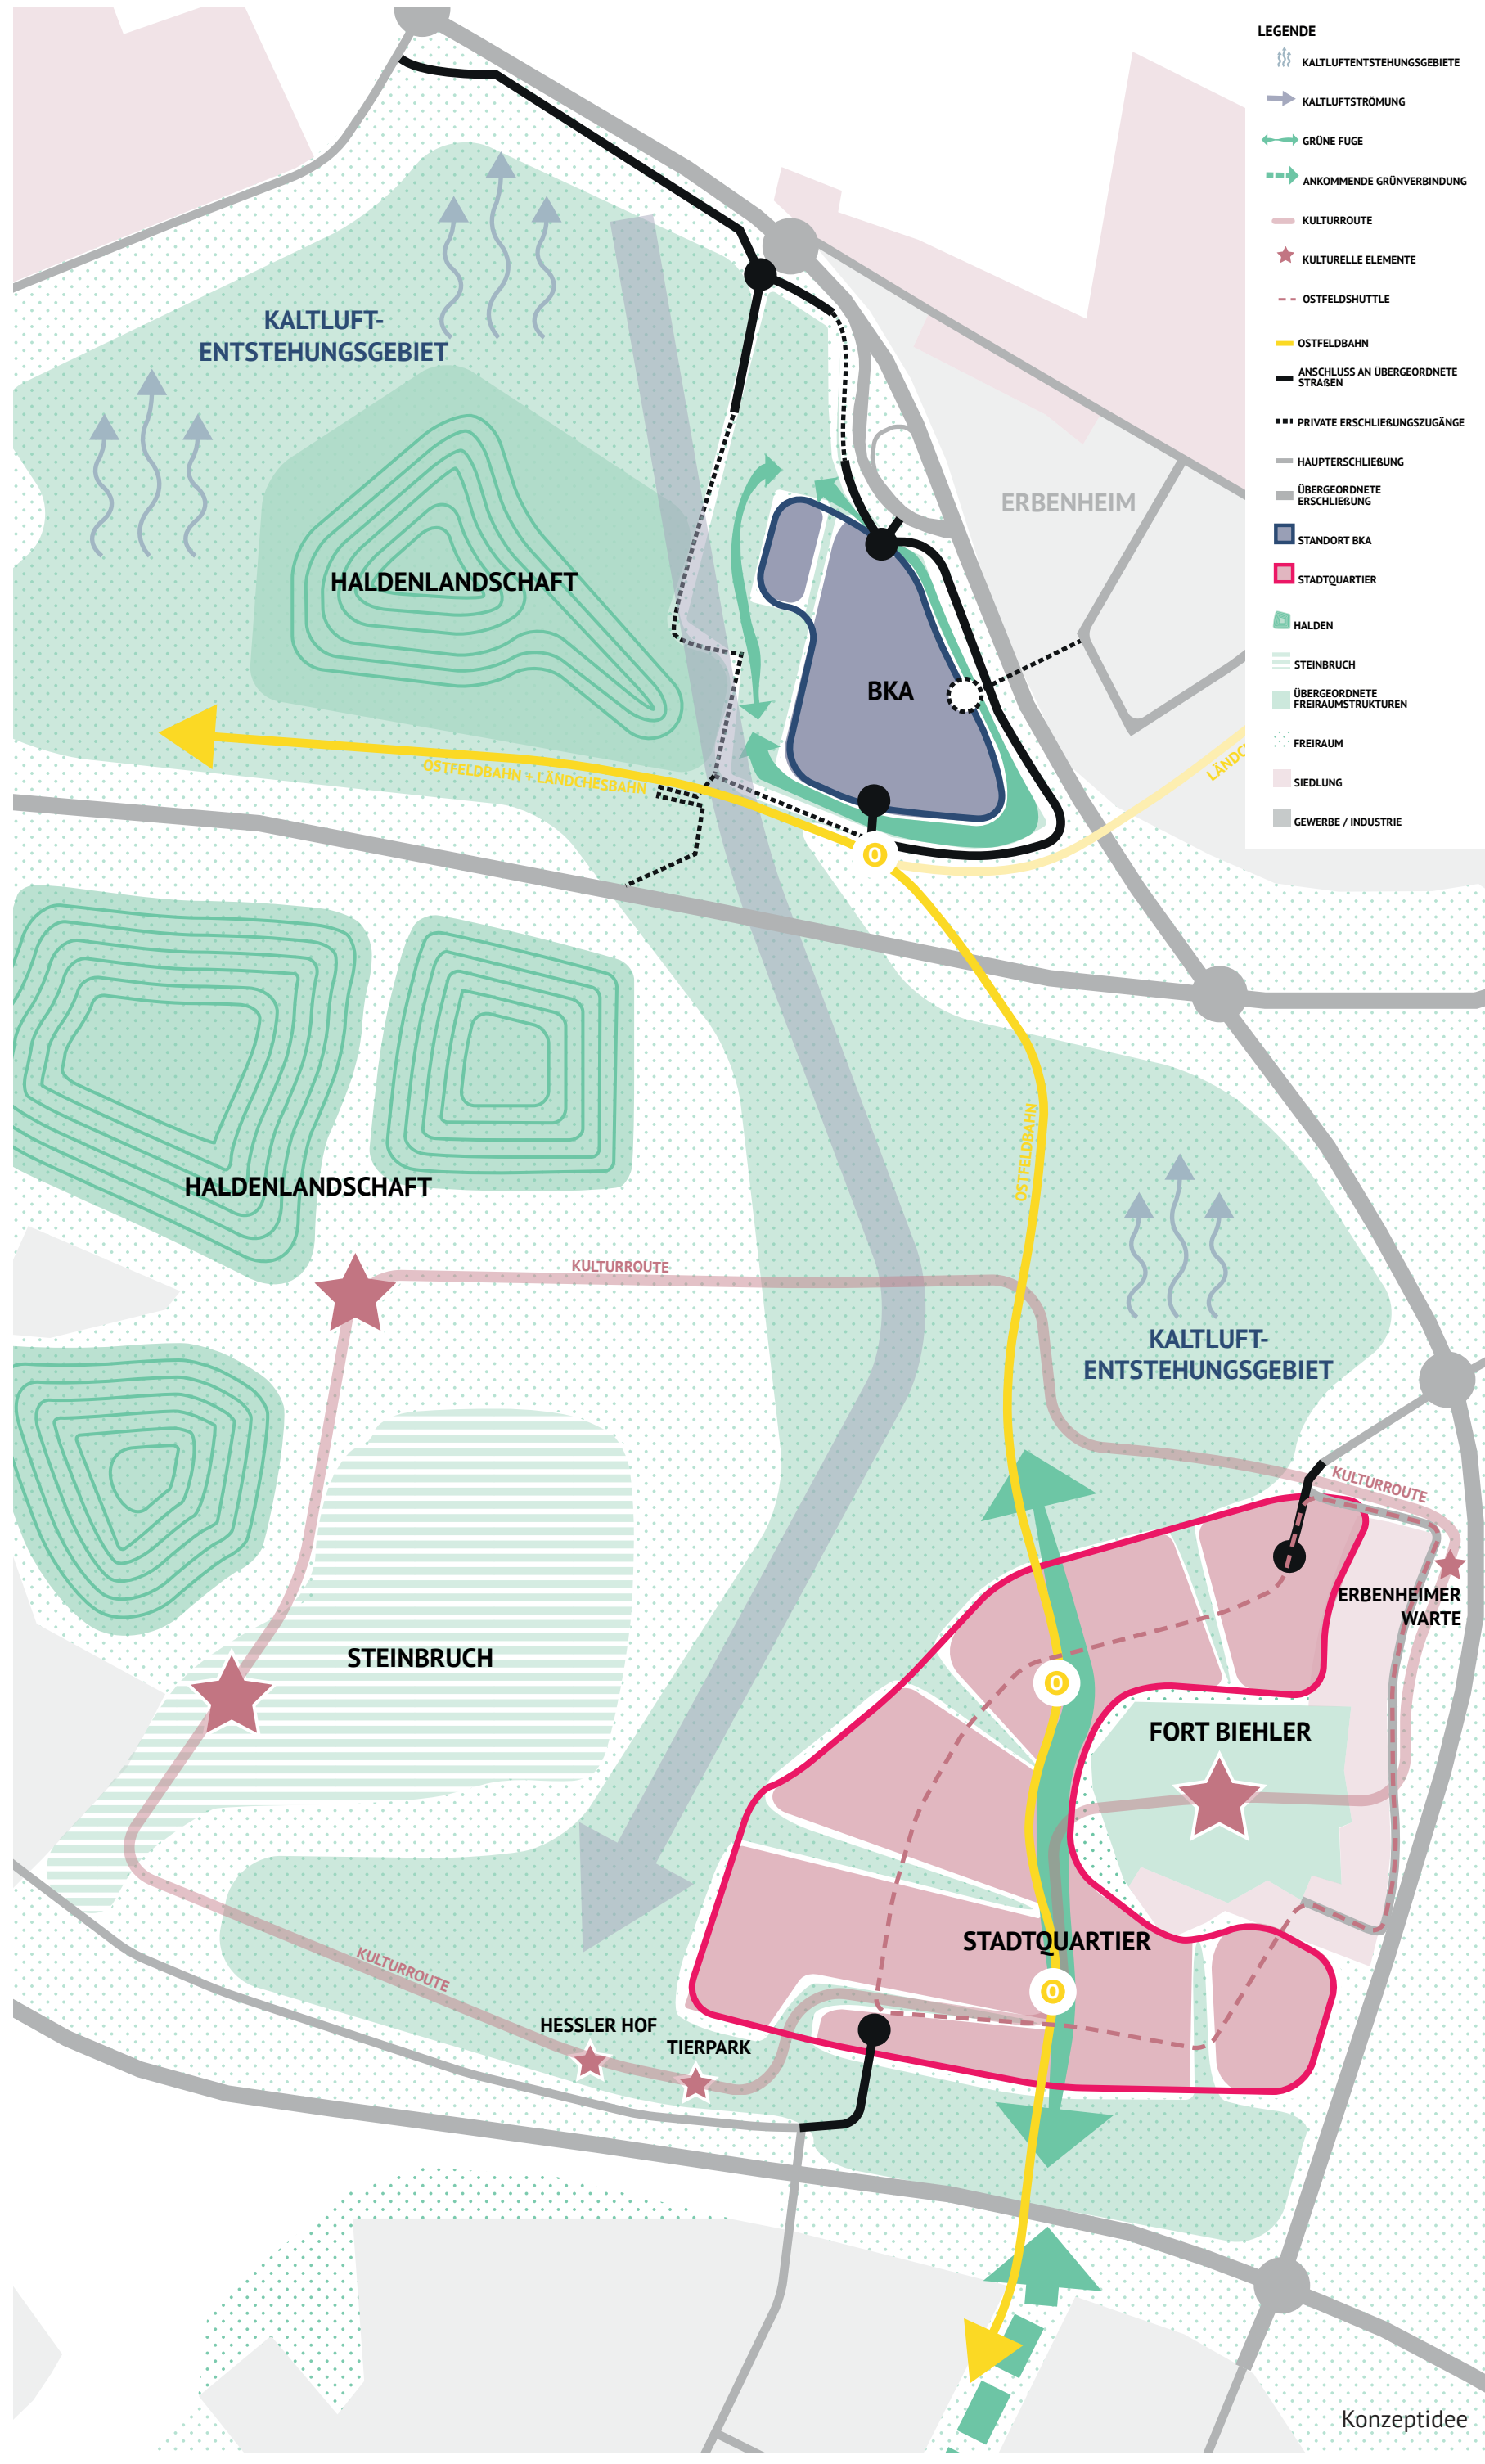 LEGENDE
KALTLUFTENTSTEHUNGSGEBIETE
KALTLUFTSTRÖMUNG
GRÜNE FUGE
ANKOMMENDE GRÜNVERBINDUNG
KULTURROUTE
KULTURELLE ELEMENTE
OSTFELDSHUTTLE
OSTFELDBAHN
ANSCHLUSS AN ÜBERGEORDNETE
STRAßEN
PRIVATE ERSCHLIEßUNGSZUGÄNGE
HAUPTERSCHLIEßUNG
ÜBERGEORDNETE
ERSCHLIEßUNG
STANDORT BKA
STADTQUARTIER
HALDEN
STEINBRUCH
ÜBERGEORDNETE
FREIRAUMSTRUKTUREN
FREIRAUM
SIEDLUNG
GEWERBE / INDUSTRIE
KALTLUFT-
ENTSTEHUNGSGEBIET
ERBENHEIM
HALDENLANDSCHAFT
BKA
OSTFELDBAHN + LÄNDCHESBAHN
LÄNDC
O
OSTFELDBAHN
HALDENLANDSCHAFT
KULTURROUTE
KALTLUFT-
ENTSTEHUNGSGEBIET
KULTURROUTE
ERBENHEIMER
WARTE
STEINBRUCH
O
FORT BIEHLER
STADTQUARTIER
KULTURROUTE
O
HESSLER HOF
TIERPARK
Konzeptidee